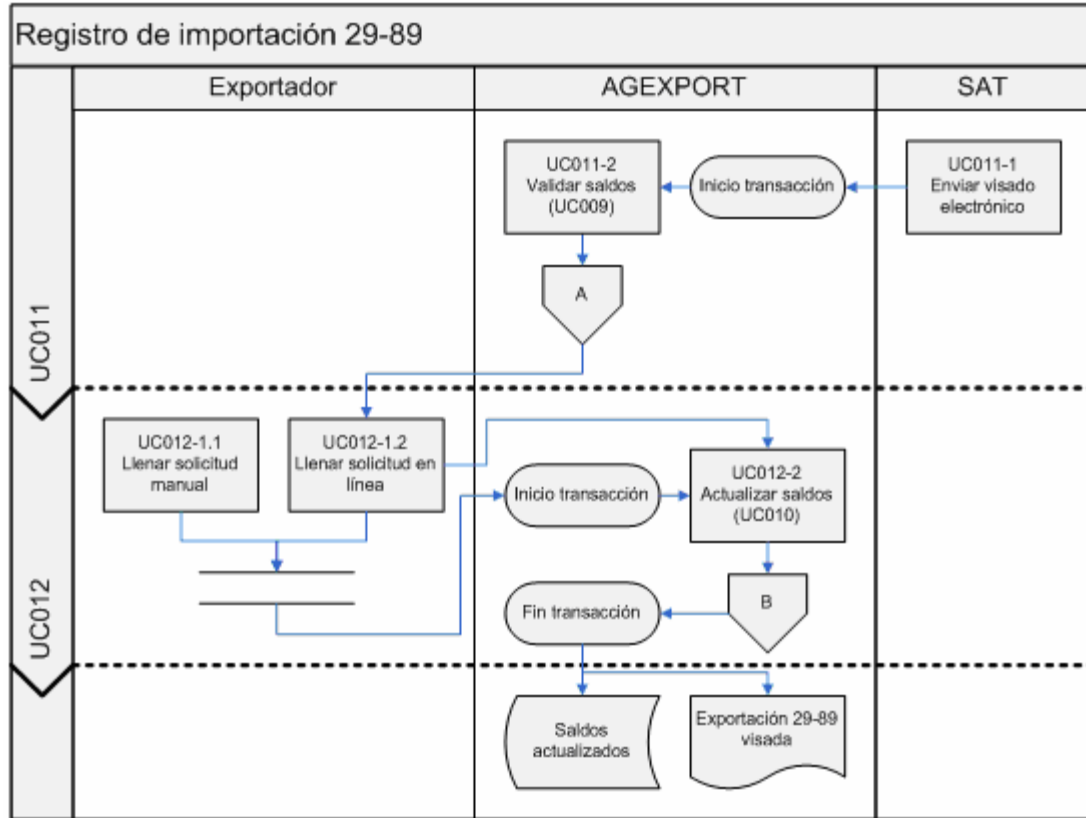 Registro de importación 29-89
Exportador
AGEXPORT
SAT
UC011
UC011-2
Validar saldos
(UC009)
Inicio transacción
UC011-1
Enviar visado
electrónico
A
UC012
UC012-1.1
Llenar solicitud
manual
UC012-1.2
Llenar solicitud en
línea
Inicio transacción
UC012-2
Actualizar saldos
(UC010)
Fin transacción
B
Saldos
actualizados
Exportación 29-89
visada